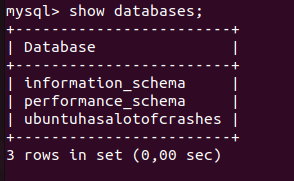 mysql> show databases;
+------------------------+
| Database               |
+------------------------+
| information_schema     |
| performance_schema     |
| ubuntuhasalotofcrashes |
+------------------------+
3 rows in set (0,00 sec)